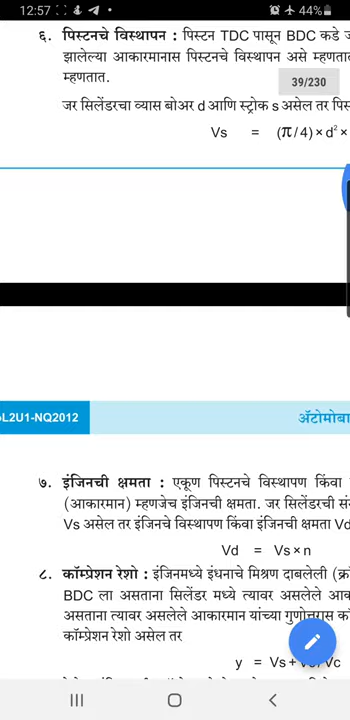 12:57 44%
६. पिस्टनचे विस्थापन : पिस्टन TDC पासून BDC कडे
झालेल्या आकारमानास पिस्टनचे विस्थापन असे
म्हणतात.
39/230
जर सिलेंडरचा व्यास बोअर d आणि स्ट्रोक s असेल तर
Vs = (π/4) × d² ×
L2U1-NQ2012
७. इंजिनची क्षमता : एकूण पिस्टनचे विस्थापण किंवा
(आकारमान) म्हणजेच इंजिनची क्षमता. जर सिलेंडरची
Vs असेल तर इंजिनचे विस्थापण किंवा इंजिनची क्षमता Vd
Vd = Vs × n
८. कॉम्प्रेशन रेशो : इंजिनमध्ये इंधनाचे मिश्रण दाबलेली
BDC ला असताना सिलेंडर मध्ये त्यावर असलेले
असताना त्यावर असलेले आकारमान यांच्या गुणोत्तरास
कॉम्प्रेशन रेशो असेल तर
y = Vs + Vc